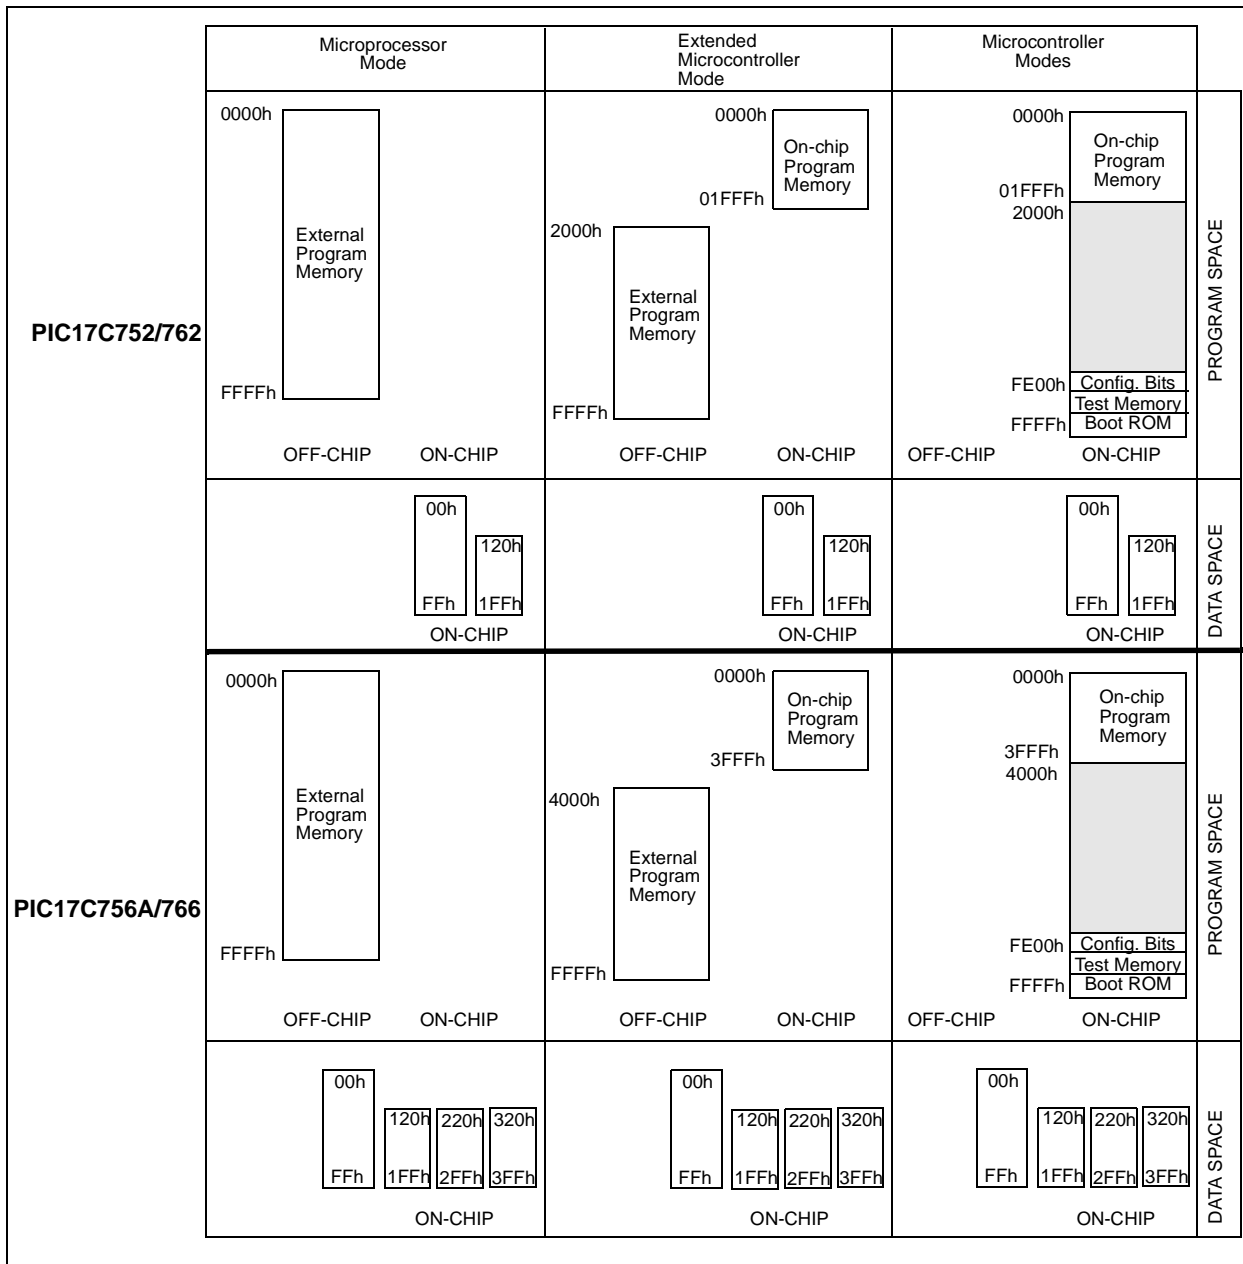 Microprocessor
Mode
Extended
Microcontroller
Mode
Microcontroller
Modes
PIC17C752/762
0000h
External
Program
Memory
FFFFh
OFF-CHIP ON-CHIP
0000h
On-chip
Program
Memory
01FFFh
2000h
External
Program
Memory
FFFFh
OFF-CHIP ON-CHIP
0000h
On-chip
Program
Memory
01FFFh
2000h
FE00h Config. Bits
Test Memory
FFFFh Boot ROM
OFF-CHIP ON-CHIP
PROGRAM SPACE
00h
120h
FFh 1FFh
ON-CHIP
00h
120h
FFh 1FFh
ON-CHIP
00h
120h
FFh 1FFh
ON-CHIP
DATA SPACE
PIC17C756A/766
0000h
External
Program
Memory
FFFFh
OFF-CHIP ON-CHIP
0000h
On-chip
Program
Memory
3FFFh
4000h
External
Program
Memory
FFFFh
OFF-CHIP ON-CHIP
0000h
On-chip
Program
Memory
3FFFh
4000h
FE00h Config. Bits
Test Memory
FFFFh Boot ROM
OFF-CHIP ON-CHIP
PROGRAM SPACE
00h
120h 220h 320h
FFh 1FFh 2FFh 3FFh
ON-CHIP
00h
120h 220h 320h
FFh 1FFh 2FFh 3FFh
ON-CHIP
00h
120h 220h 320h
FFh 1FFh 2FFh 3FFh
ON-CHIP
DATA SPACE